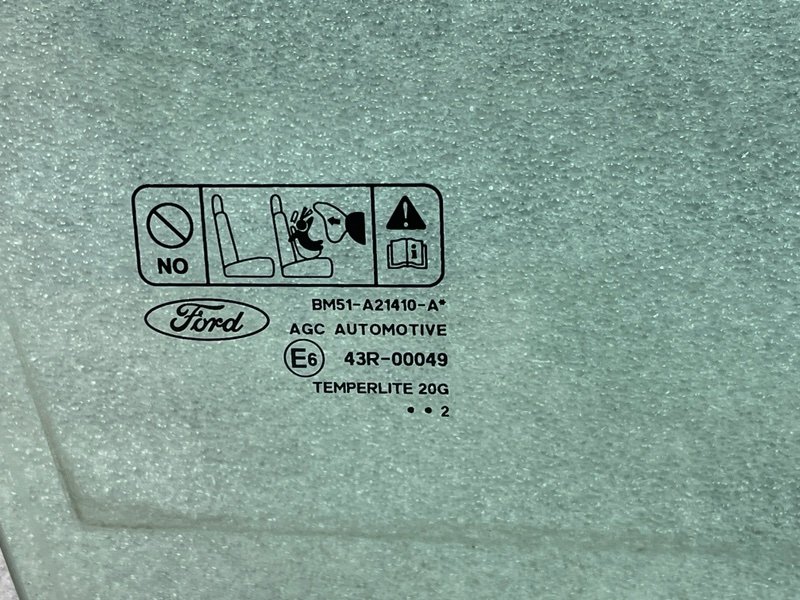 NO
Ford
BM51-A21410-A*
AGC AUTOMOTIVE
E6 43R-00049
TEMPERLITE 20G
• • 2